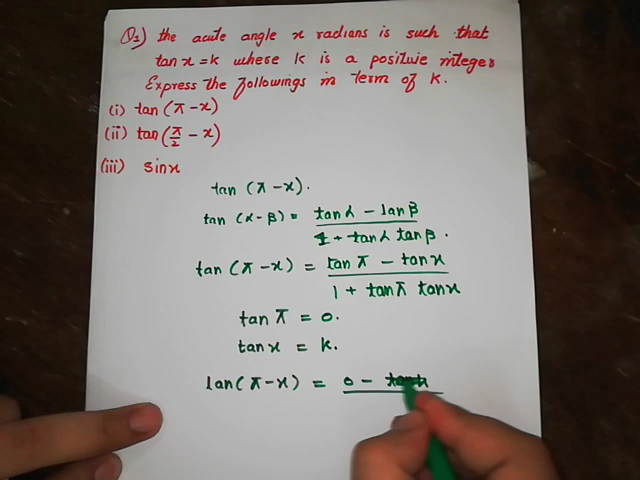 Q1) the acute angle x radians is such that
tan x = k where k is a positive integer
Express the followings in term of k.
(i) tan (π - x)
(ii) tan (π/2 - x)
(iii) sinx
tan (π - x).
tan (α - β) = (tan α - tan β) / (1 + tan α tan β).
tan (π - x) = (tan π - tan x) / (1 + tan π tan x)
tan π = 0.
tan x = k.
tan (π - x) = 0 -